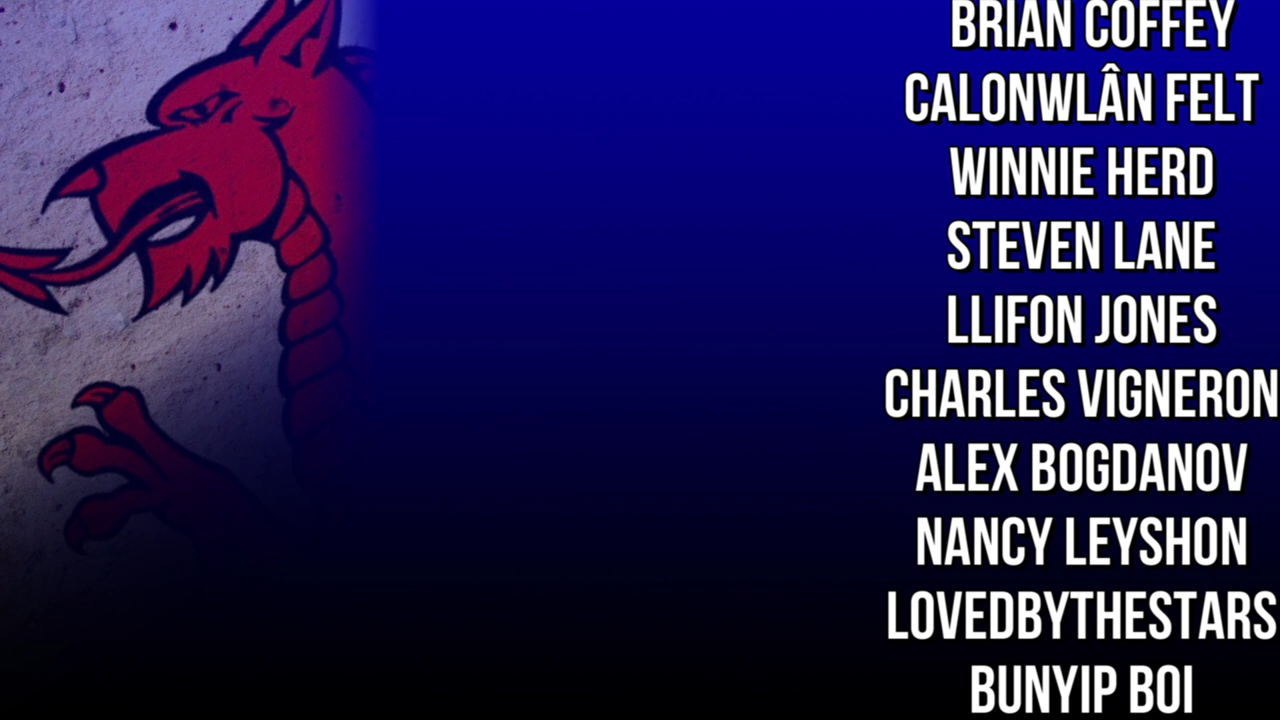 BRIAN COFFEY
CALONWLÂN FELT
WINNIE HERD
STEVEN LANE
LLIFON JONES
CHARLES VIGNERON
ALEX BOGDANOV
NANCY LEYSHON
LOVEDBYTHESTARS
BUNYIP BOI